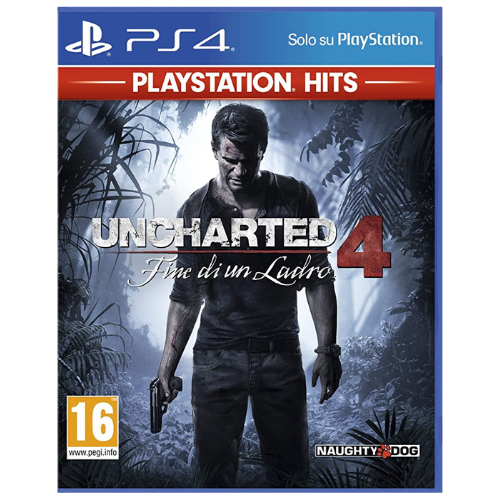 PS4
Solo su PlayStation.
PLAYSTATION® HITS
UNCHARTED 4
Fine di un Ladro
16
www.pegi.info
NAUGHTY DOG